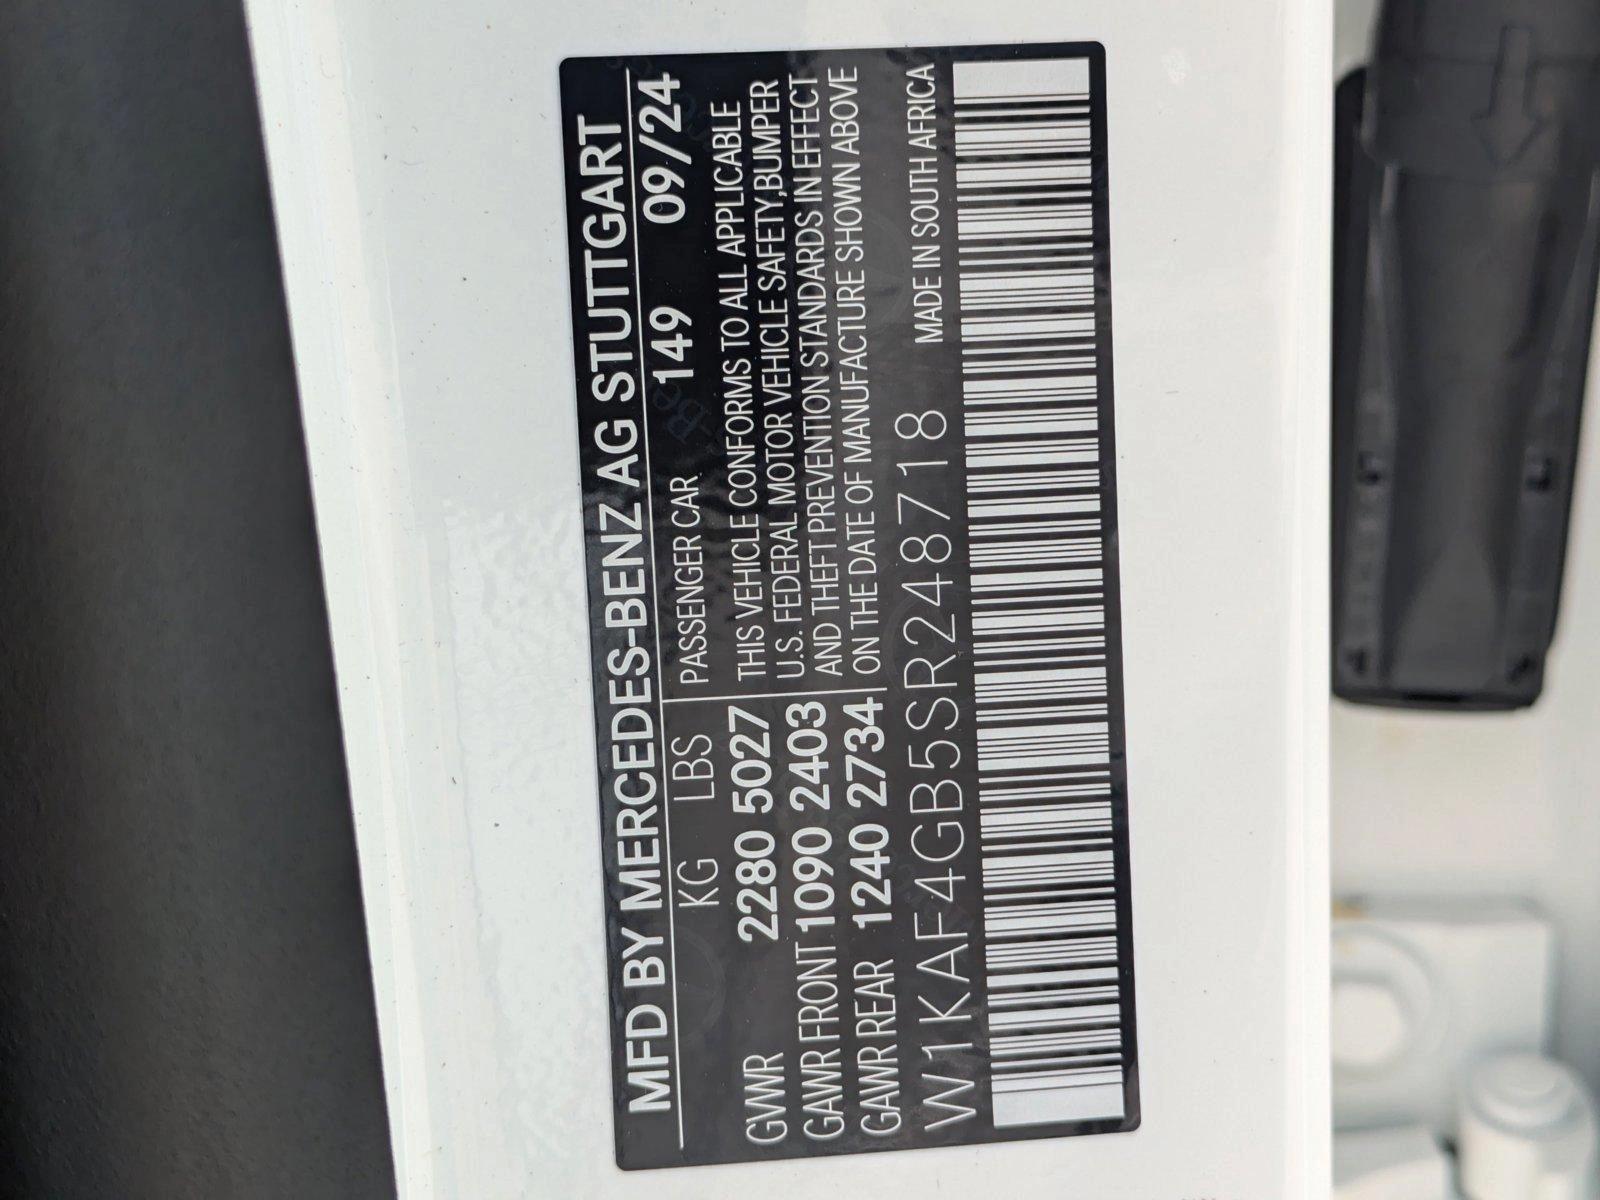 MFD BY MERCEDES-BENZ AG STUTTGART
KG LBS PASSENGER CAR 149 09/24
GVWR 2280 5027
GAWR FRONT 1090 2403
GAWR REAR 1240 2734
THIS VEHICLE CONFORMS TO ALL APPLICABLE
U.S. FEDERAL MOTOR VEHICLE SAFETY,BUMPER
AND THEFT PREVENTION STANDARDS IN EFFECT
ON THE DATE OF MANUFACTURE SHOWN ABOVE
W1KAF4GB5SR248718 MADE IN SOUTH AFRICA